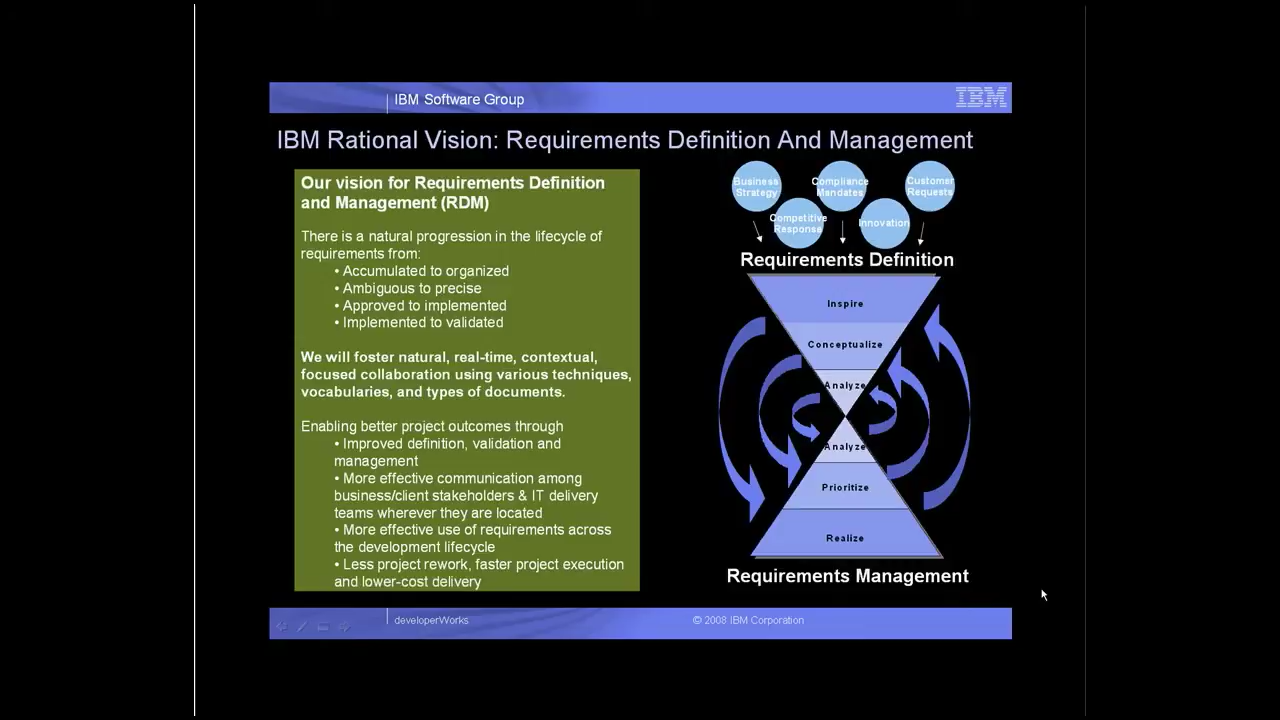 IBM Software Group
IBM
IBM Rational Vision: Requirements Definition And Management
Our vision for Requirements Definition
and Management (RDM)
There is a natural progression in the lifecycle of
requirements from:
• Accumulated to organized
• Ambiguous to precise
• Approved to implemented
• Implemented to validated
We will foster natural, real-time, contextual,
focused collaboration using various techniques,
vocabularies, and types of documents.
Enabling better project outcomes through
• Improved definition, validation and
management
• More effective communication among
business/client stakeholders & IT delivery
teams wherever they are located
• More effective use of requirements across
the development lifecycle
• Less project rework, faster project execution
and lower-cost delivery
Business
Strategy
Compliance
Mandates
Customer
Requests
Competitive
Response
Innovation
Requirements Definition
Inspire
Conceptualize
Analyze
Analyze
Prioritize
Realize
Requirements Management
developerWorks
© 2008 IBM Corporation